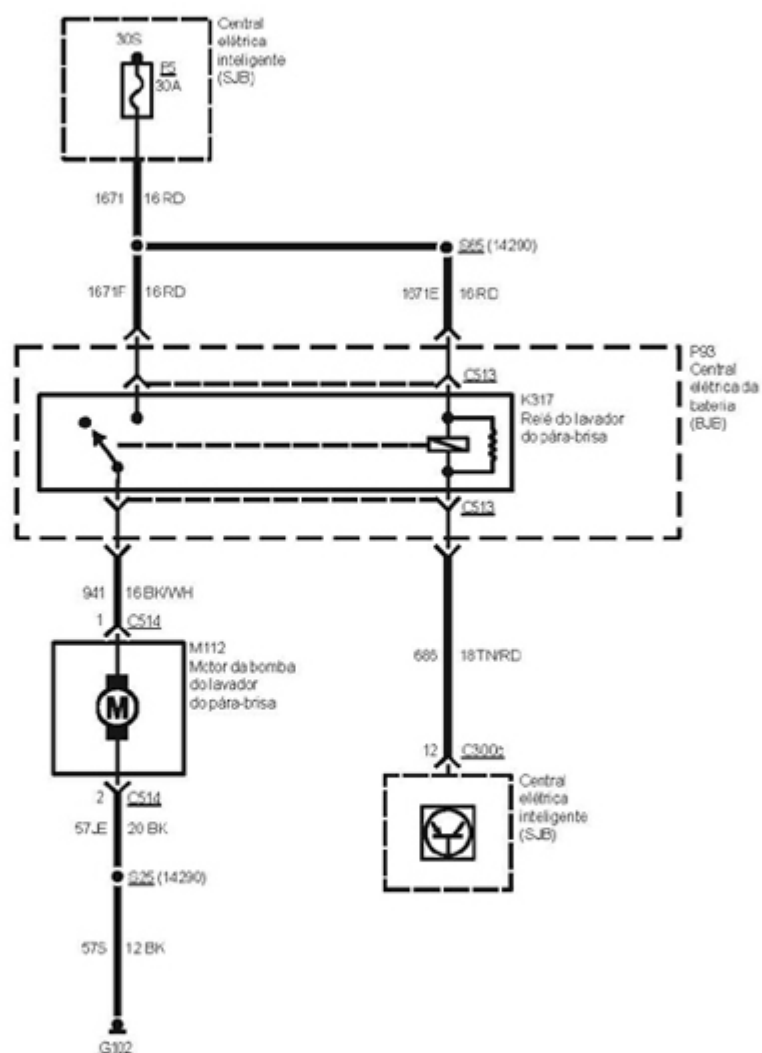 Central
elétrica
inteligente
(SJB)
30S
F5
30A
1671 16 RD
S65 (14290)
1671F 16 RD
1671E 16 RD
P93
Central
elétrica da
bateria
(BJB)
C513
K317
Relé do lavador
do pára-brisa
C513
941 16 BK/WH
1 C514
M112
Motor da bomba
do lavador
do pára-brisa
M
685 18 TN/RD
12 C300c
2 C514
57JE 20 BK
Central
elétrica
inteligente
(SJB)
S25 (14290)
57S 12 BK
G102